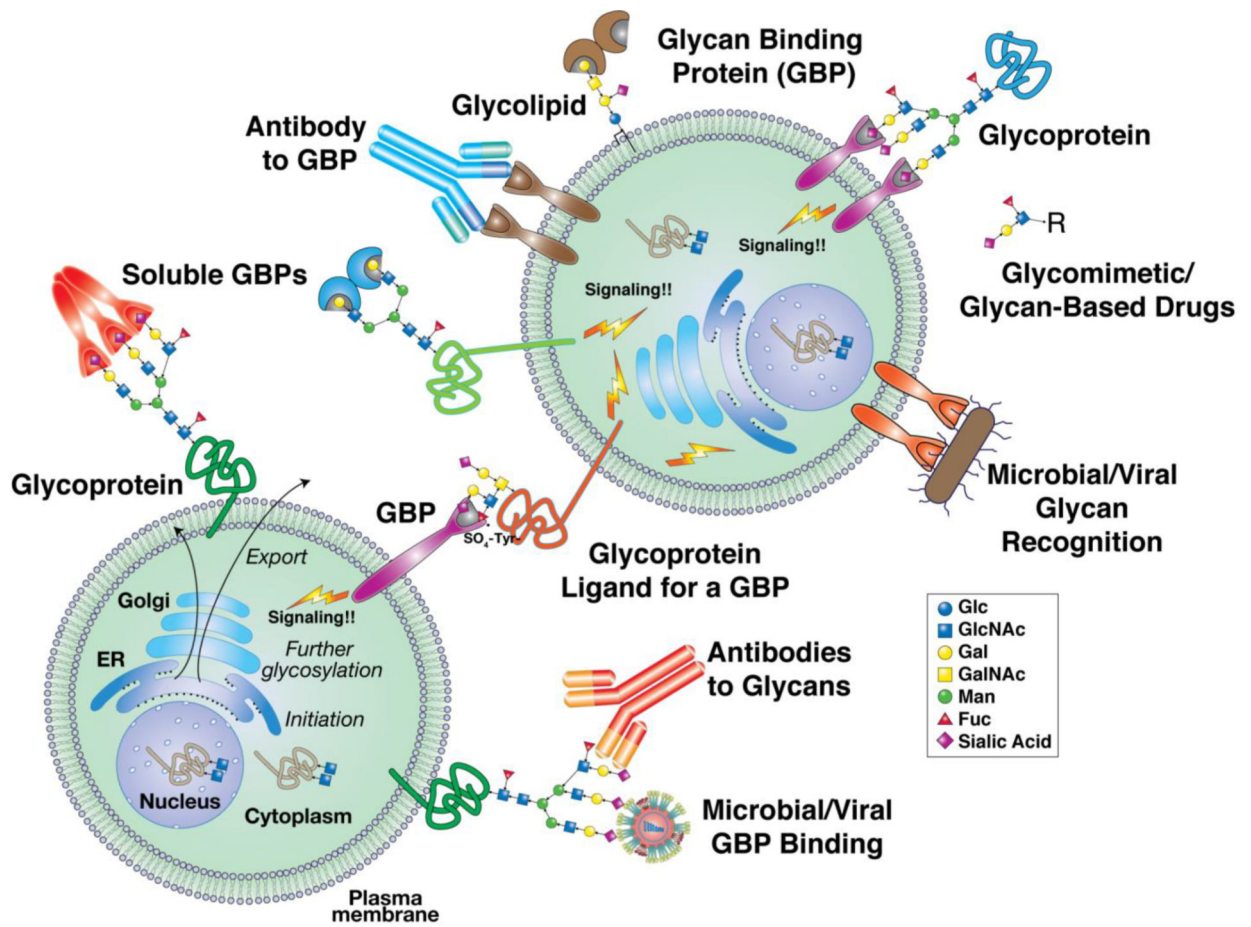 Glycan Binding
Protein (GBP)
Glycolipid
Antibody
to GBP
Glycoprotein
Signaling!!
R
Glycomimetic/
Glycan-Based Drugs
Soluble GBPs
Signaling!!
Microbial/Viral
Glycan
Recognition
Glycoprotein
GBP
SO4-Tyr-
Glycoprotein
Ligand for a GBP
Export
Golgi
Signaling!!
Further
glycosylation
ER
Initiation
Nucleus
Cytoplasm
Plasma
membrane
Antibodies
to Glycans
Microbial/Viral
GBP Binding
Glc
GlcNAc
Gal
GalNAc
Man
Fuc
Sialic Acid